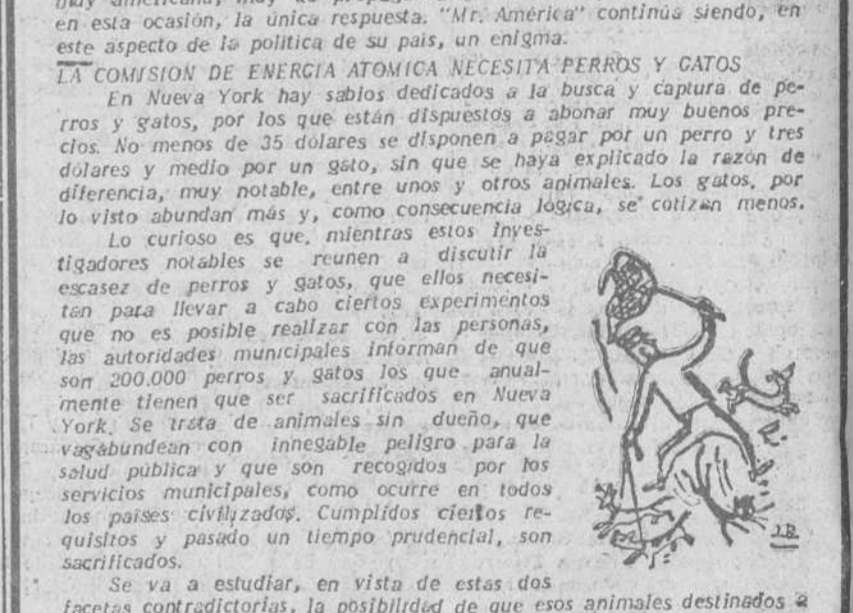 en esta ocasión, la única respuesta. "Mr. América" continúa siendo, en
este aspecto de la politica de su pais, un enigma.
LA COMISION DE ENERGIA ATOMICA NECESITA PERROS Y GATOS
En Nueva York hay sabios dedicados a la busca y captura de pe-
rros y gatos, por los que están dispuestos a abonar muy buenos pre-
cios. No menos de 35 dólares se disponen a pagar por un perro y tres
dólares y medio por un gato, sin que se haya explicado la razón de
diferencia, muy notable, entre unos y otros animales. Los gatos, por
lo visto abundan más y, como consecuencia lógica, se cotizan menos.
Lo curioso es que, mientras estos inves-
tigadores notables se reunen a discutir la
escasez de perros y gatos, que ellos necesi-
tan para llevar a cabo ciertos experimentos
que no es posible realizar con las personas,
las autoridades municipales informan de que
son 200.000 perros y gatos los que anual-
mente tienen que ser sacrificados en Nueva
York. Se trata de animales sin dueño, que
vagabundean con innegable peligro para la
salud pública y que son recogidos por los
servicios municipales, como ocurre en todos
los paises civilizados. Cumplidos ciertos re-
quisitos y pasado un tiempo prudencial, son
sacrificados.
J.R.
Se va a estudiar, en vista de estas dos
facetas contradictorias, la posibilidad de que esos animales destinados a